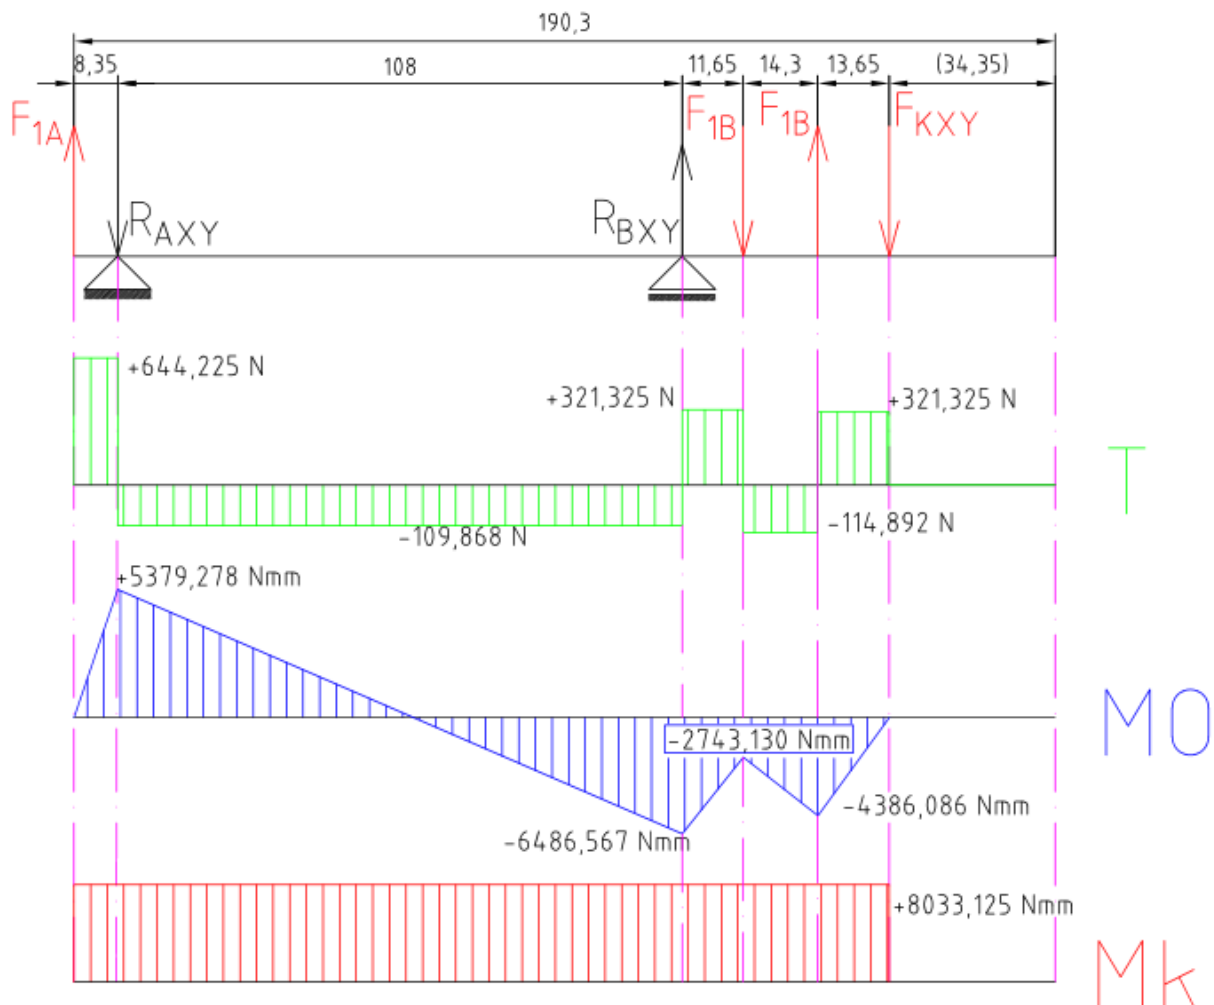 190,3
8,35
108
11,65
14,3
13,65
(34,35)
F1A
F1B
F1B
FKXY
RAXY
RBXY
+644,225 N
+321,325 N
+321,325 N
T
-109,868 N
-114,892 N
+5379,278 Nmm
MO
-2743,130 Nmm
-4386,086 Nmm
-6486,567 Nmm
+8033,125 Nmm
Mk